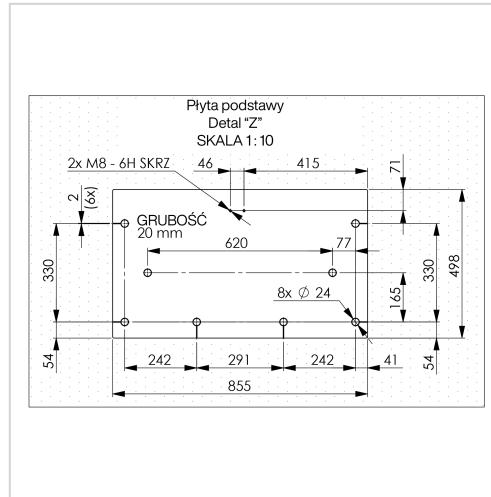 Płyta podstawy
Detal "Z"
SKALA 1:10
2x M8 - 6H SKRZ
46
415
71
2
(6x)
GRUBOŚĆ
20 mm
620
77
330
330
498
165
8x Ø 24
54
54
242
291
242
41
855